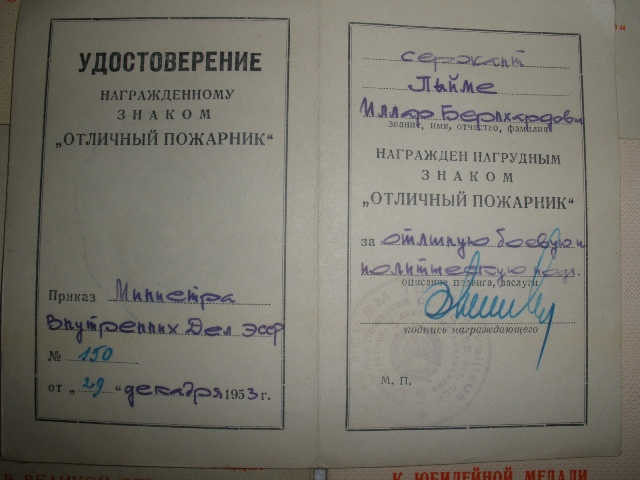 УДОСТОВЕРЕНИЕ
НАГРАЖДЕННОМУ
ЗНАКОМ
„ОТЛИЧНЫЙ ПОЖАРНИК“
Приказ Министра
Внутренних Дел ЭССР
№ 150
от „29“ декабря 1953 г.
сержант
Лыйме
Иллар Бернхардович
звание, имя, отчество, фамилия
НАГРАЖДЕН НАГРУДНЫМ
ЗНАКОМ
„ОТЛИЧНЫЙ ПОЖАРНИК“
за отличную боевую и
политическую подг.
описание подвига, заслуги
подпись награждающего
М. П.
К ЮБИЛЕЙНОЙ МЕДАЛИ